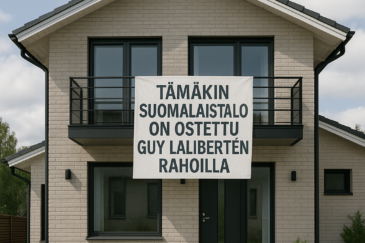 TÄMÄKIN
SUOMALAISTALO
ON OSTETTU
GUY LALIBERTÉN
RAHOILLA